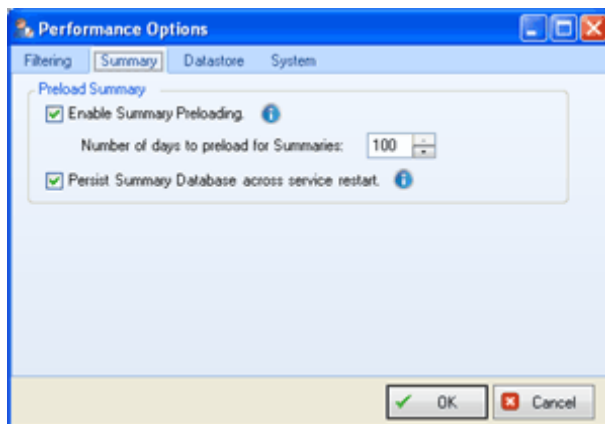 Performance Options
Filtering Summary Datastore System
Preload Summary
Enable Summary Preloading.
Number of days to preload for Summaries: 100
Persist Summary Database across service restart.
OK Cancel